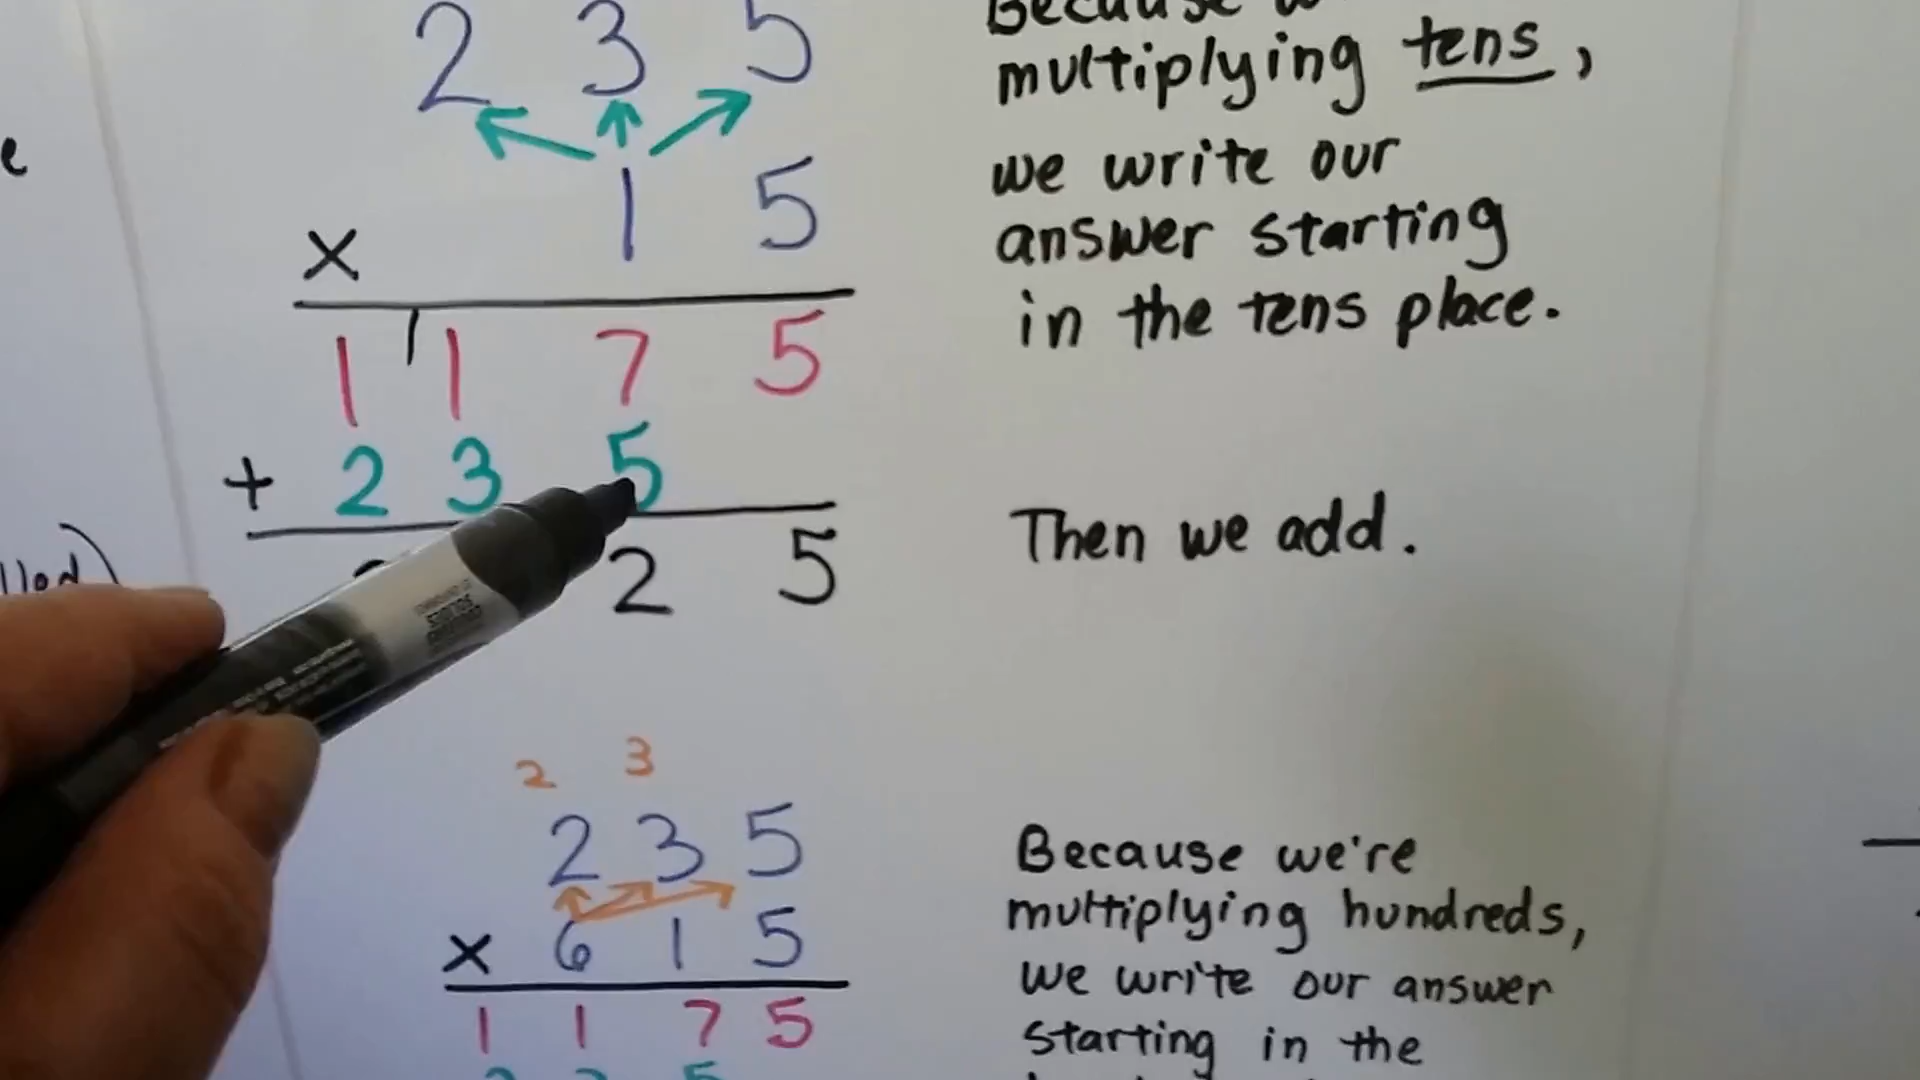 2 3 5
x 1 5
1 1 1 7 5
+ 2 3 5
2 5
Because
multiplying tens,
we write our
answer starting
in the tens place.
Then we add.
2 3
2 3 5
x 6 1 5
1 1 7 5
Because we're
multiplying hundreds,
we write our answer
starting in the